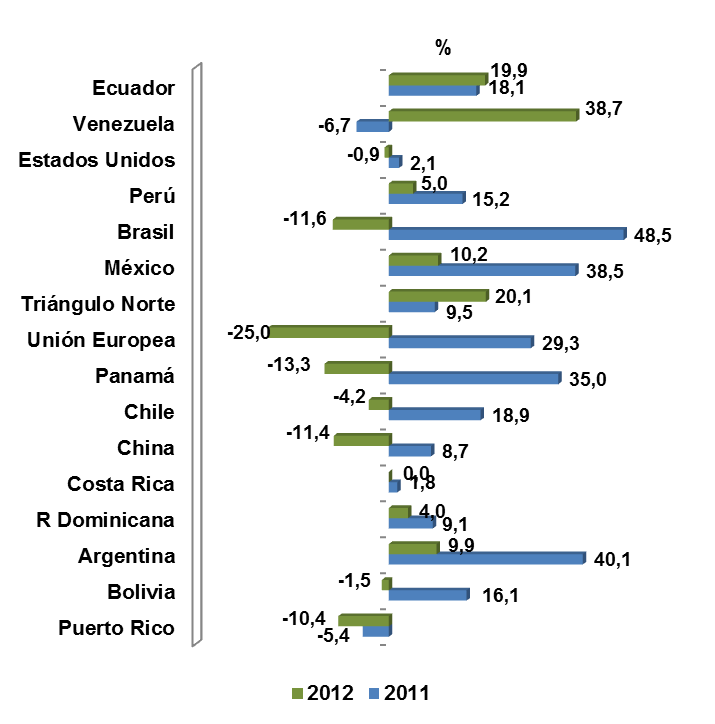 %
Ecuador 19,9 18,1
Venezuela 38,7 -6,7
Estados Unidos -0,9 2,1
Perú 5,0 15,2
Brasil -11,6 48,5
México 10,2 38,5
Triángulo Norte 20,1 9,5
Unión Europea -25,0 29,3
Panamá -13,3 35,0
Chile -4,2 18,9
China -11,4 8,7
Costa Rica 0,0 1,8
R Dominicana 4,0 9,1
Argentina 9,9 40,1
Bolivia -1,5 16,1
Puerto Rico -10,4 -5,4
2012 2011